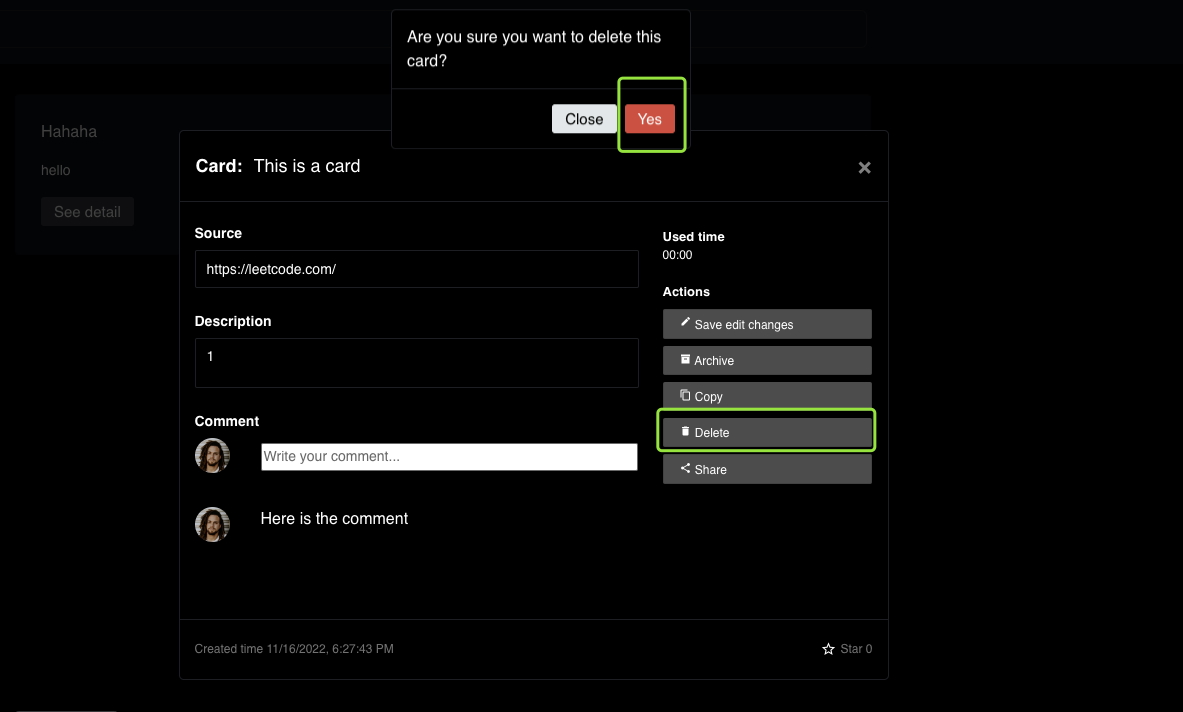 Are you sure you want to delete this
card?
Close
Yes
Hahaha
hello
See detail
Card: This is a card
Source
https://leetcode.com/
Description
1
Comment
Write your comment...
Here is the comment
Used time
00:00
Actions
Save edit changes
Archive
Copy
Delete
Share
Created time 11/16/2022, 6:27:43 PM
Star 0